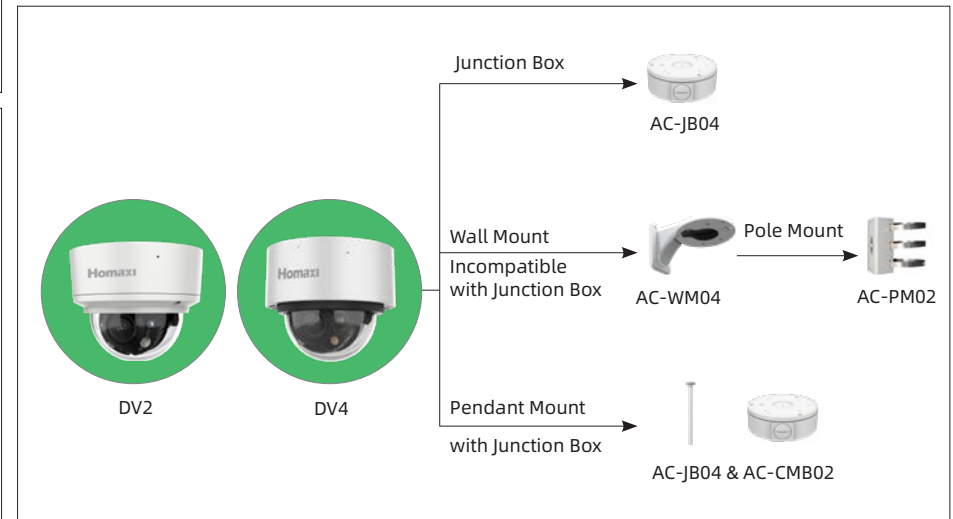 Junction Box
AC-JB04
Homaxi
Homaxi
DV2
DV4
Wall Mount
Incompatible
with Junction Box
AC-WM04
Pole Mount
AC-PM02
Pendant Mount
with Junction Box
AC-JB04 & AC-CMB02